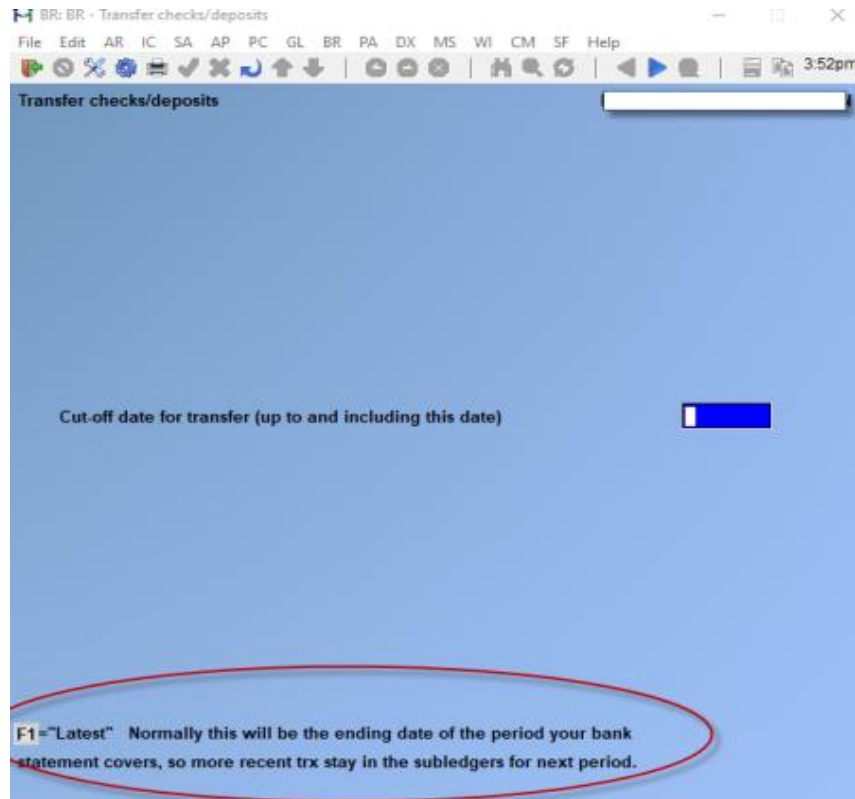 BR: BR - Transfer checks/deposits
File Edit AR IC SA AP PC GL BR PA DX MS WI CM SF Help
3:52pm
Transfer checks/deposits
Cut-off date for transfer (up to and including this date)
F1="Latest" Normally this will be the ending date of the period your bank
statement covers, so more recent trx stay in the subledgers for next period.